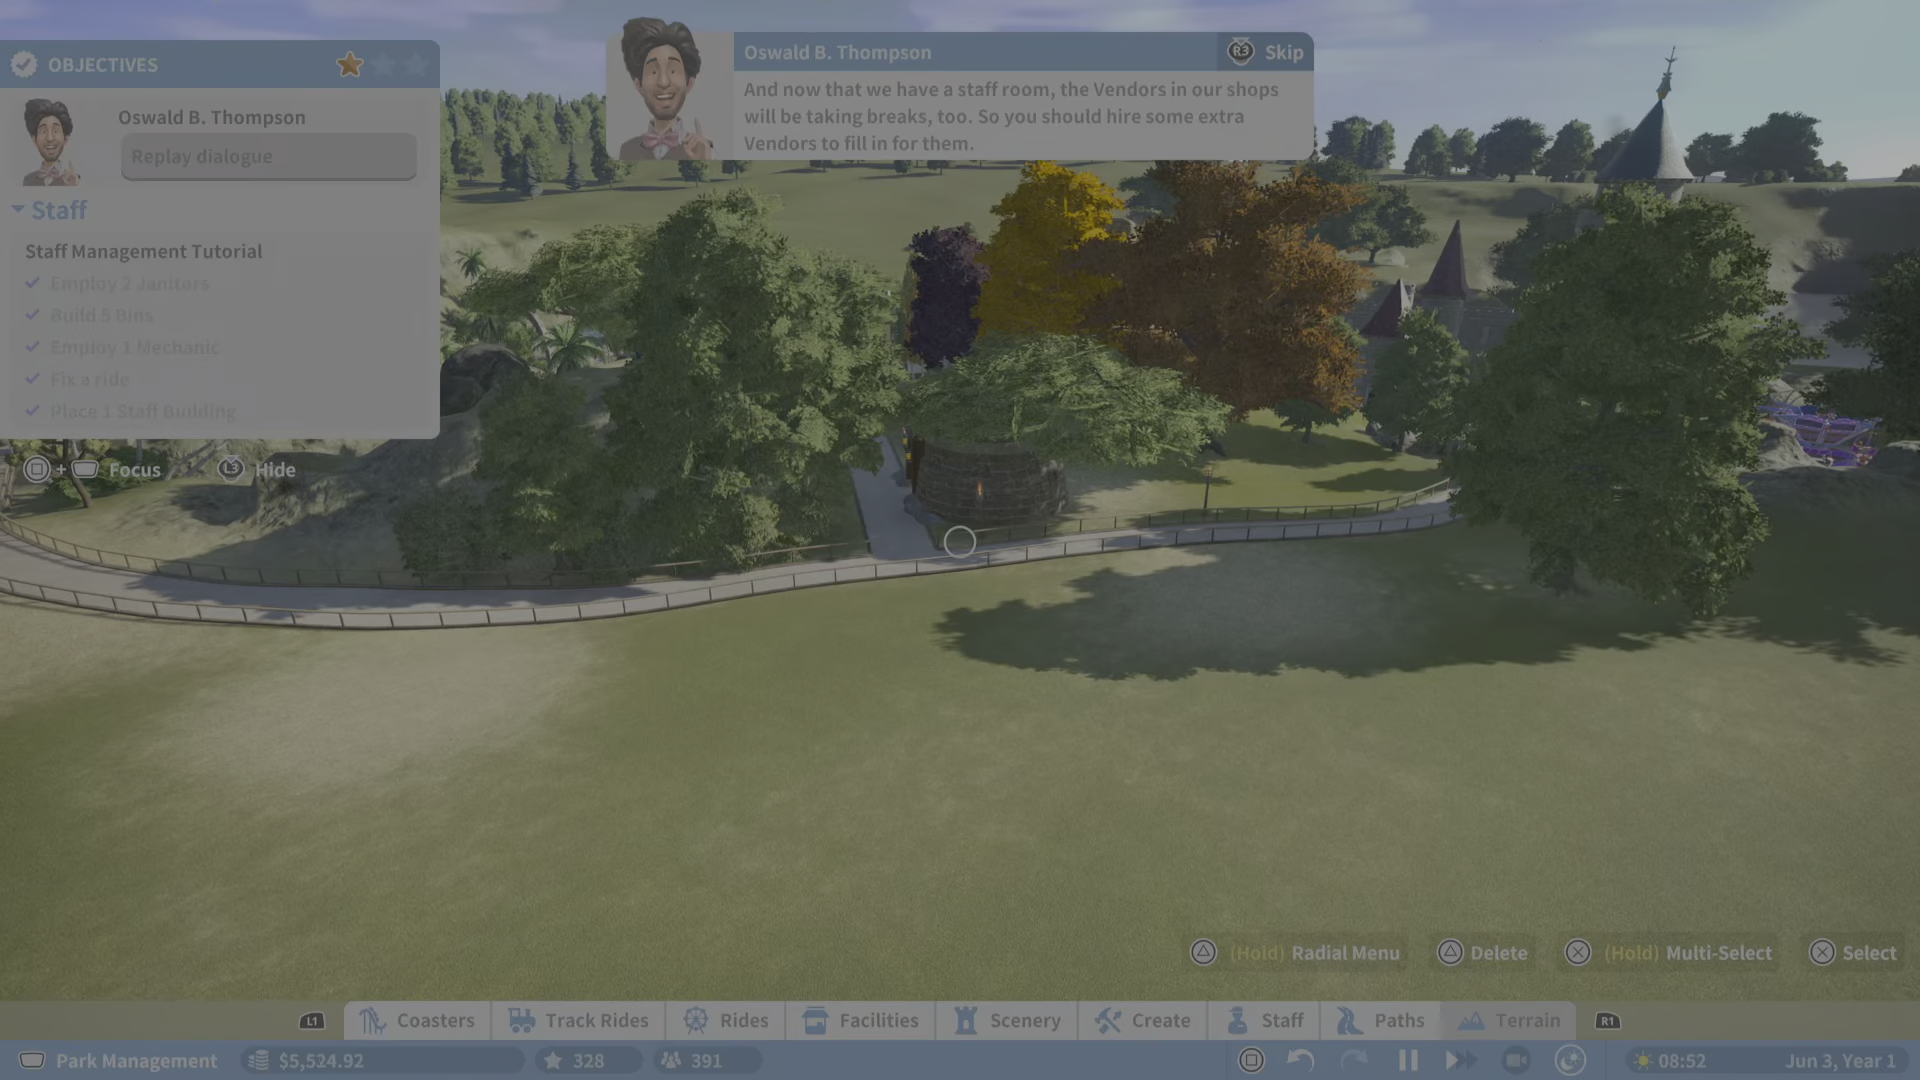 OBJECTIVES
Oswald B. Thompson
Replay dialogue
Staff
Staff Management Tutorial
Employ 2 Janitors
Build 5 Bins
Employ 1 Mechanic
Fix a ride
Place 1 Staff Building
+ Focus L3 Hide
Oswald B. Thompson R3 Skip
And now that we have a staff room, the Vendors in our shops
will be taking breaks, too. So you should hire some extra
Vendors to fill in for them.
(Hold) Radial Menu Delete (Hold) Multi-Select Select
L1 Coasters Track Rides Rides Facilities Scenery Create Staff Paths Terrain R1
Park Management $5,524.92 328 391 08:52 Jun 3, Year 1